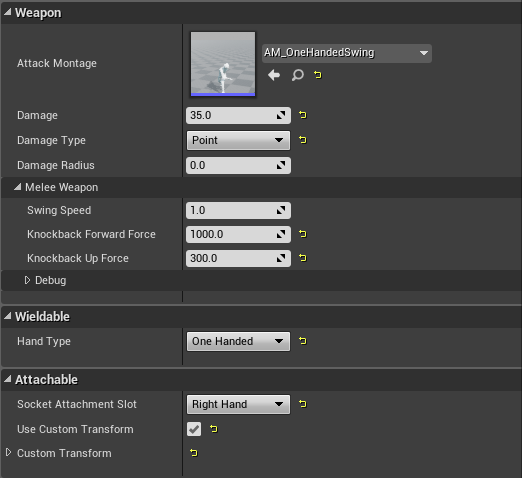 Weapon
Attack Montage
AM_OneHandedSwing
Damage 35.0
Damage Type Point
Damage Radius 0.0
Melee Weapon
Swing Speed 1.0
Knockback Forward Force 1000.0
Knockback Up Force 300.0
Debug
Wieldable
Hand Type One Handed
Attachable
Socket Attachment Slot Right Hand
Use Custom Transform
Custom Transform